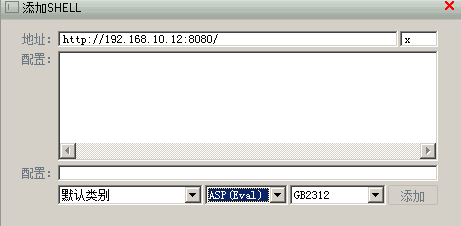 添加SHELL
地址: http://192.168.10.12:8080/ x
配置:
配置:
默认类别 ASP(Eval) GB2312 添加